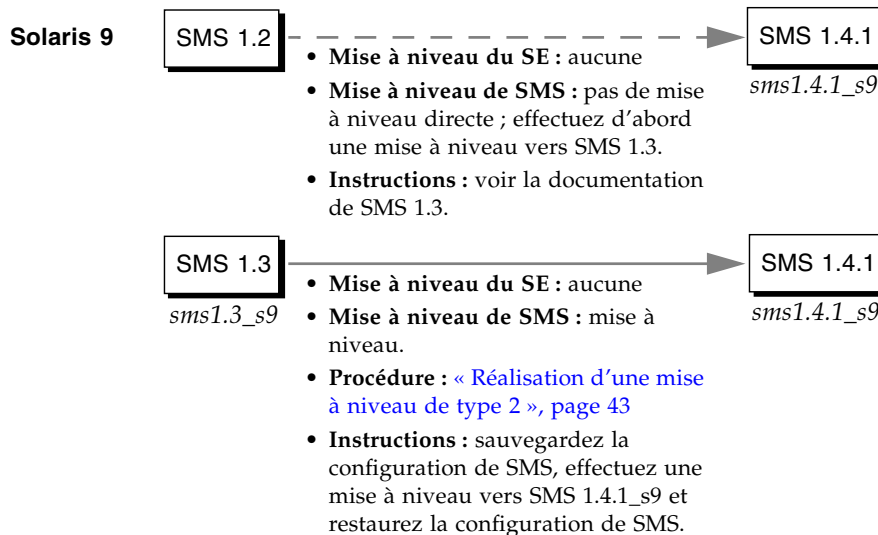 Solaris 9
SMS 1.2
SMS 1.4.1
sms1.4.1_s9
• Mise à niveau du SE : aucune
• Mise à niveau de SMS : pas de mise
à niveau directe ; effectuez d'abord
une mise à niveau vers SMS 1.3.
• Instructions : voir la documentation
de SMS 1.3.
SMS 1.3
sms1.3_s9
SMS 1.4.1
sms1.4.1_s9
• Mise à niveau du SE : aucune
• Mise à niveau de SMS : mise à
niveau.
• Procédure : « Réalisation d'une mise
à niveau de type 2 », page 43
• Instructions : sauvegardez la
configuration de SMS, effectuez une
mise à niveau vers SMS 1.4.1_s9 et
restaurez la configuration de SMS.